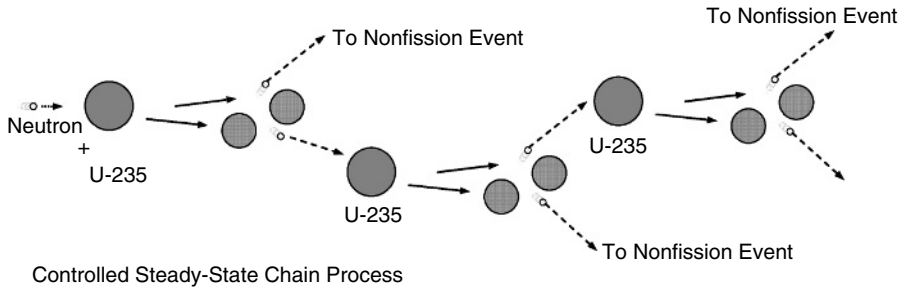 To Nonfission Event
To Nonfission Event
Neutron
+
U-235
U-235
U-235
To Nonfission Event
Controlled Steady-State Chain Process